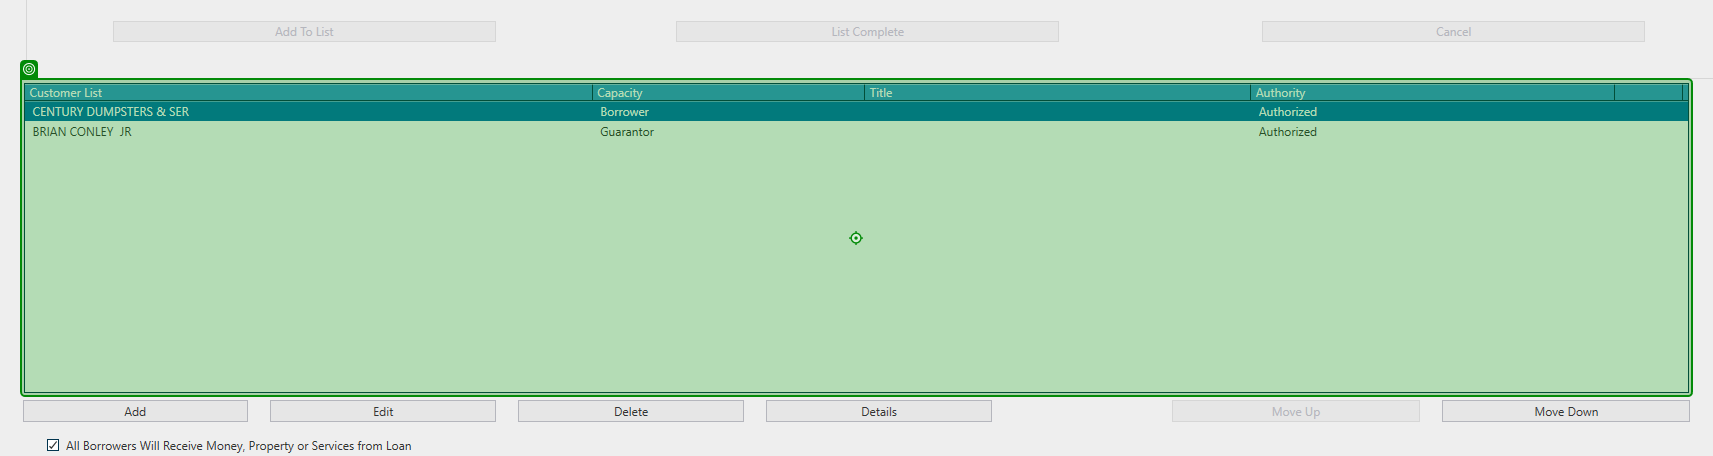 Add To List List Complete Cancel
Customer List Capacity Title Authority
CENTURY DUMPSTERS & SER Borrower Authorized
BRIAN CONLEY  JR Guarantor Authorized
Add Edit Delete Details Move Up Move Down
All Borrowers Will Receive Money, Property or Services from Loan